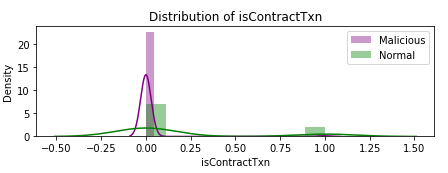 Distribution of isContractTxn
Malicious
Normal
Density
20
15
10
5
0
−0.50 −0.25 0.00 0.25 0.50 0.75 1.00 1.25 1.50
isContractTxn